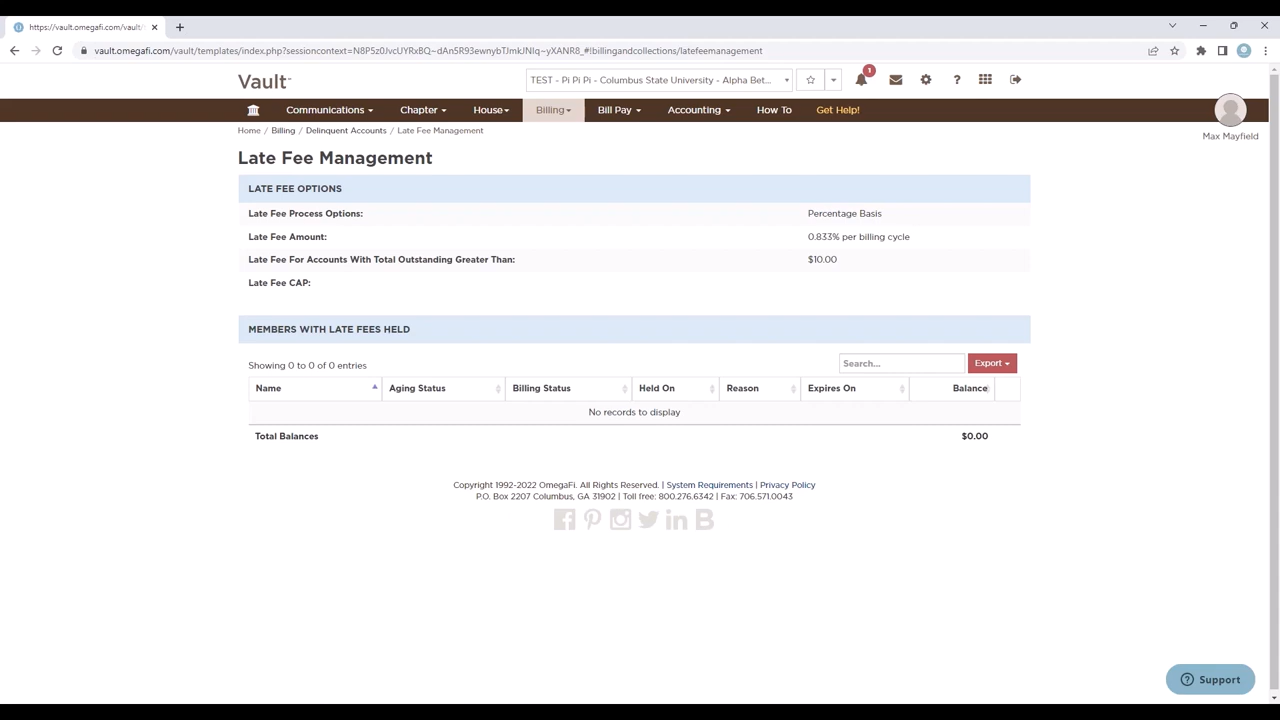 https://vault.omegafi.com/vault/
vault.omegafi.com/vault/templates/index.php?sessioncontext=N8P5z0JvcUYRxBQ~dAn5R93ewnybTJmkJNIq~yXANR8_#!billingandcollections/latefeemanagement
Vault
TEST - Pi Pi Pi - Columbus State University - Alpha Bet...
1
Communications Chapter House Billing Bill Pay Accounting How To Get Help!
Max Mayfield
Home / Billing / Delinquent Accounts / Late Fee Management
Late Fee Management
LATE FEE OPTIONS
Late Fee Process Options: Percentage Basis
Late Fee Amount: 0.833% per billing cycle
Late Fee For Accounts With Total Outstanding Greater Than: $10.00
Late Fee CAP:
MEMBERS WITH LATE FEES HELD
Showing 0 to 0 of 0 entries Search... Export
Name Aging Status Billing Status Held On Reason Expires On Balance
No records to display
Total Balances $0.00
Copyright 1992-2022 OmegaFi. All Rights Reserved. | System Requirements | Privacy Policy
P.O. Box 2207 Columbus, GA 31902 | Toll free: 800.276.6342 | Fax: 706.571.0043
Support